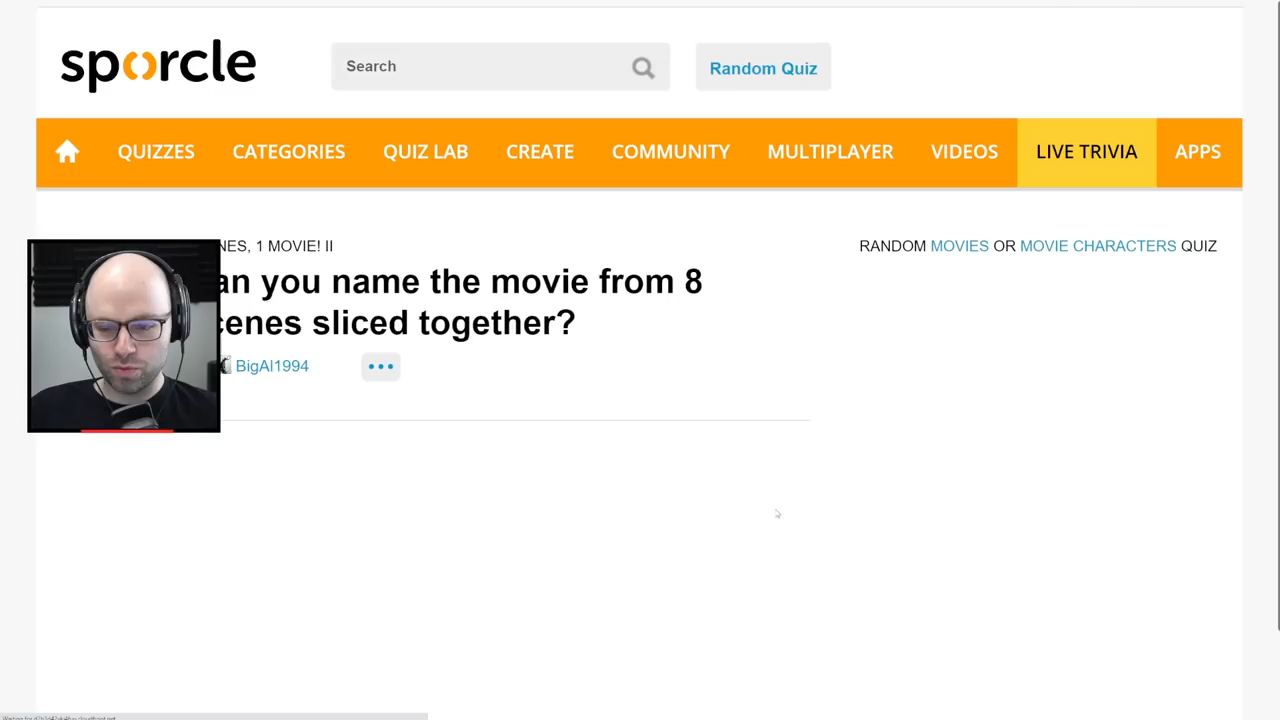 sporcle
Search
Random Quiz
QUIZZES
CATEGORIES
QUIZ LAB
CREATE
COMMUNITY
MULTIPLAYER
VIDEOS
LIVE TRIVIA
APPS
NES, 1 MOVIE! II
RANDOM MOVIES OR MOVIE CHARACTERS QUIZ
an you name the movie from 8
cenes sliced together?
BigAl1994